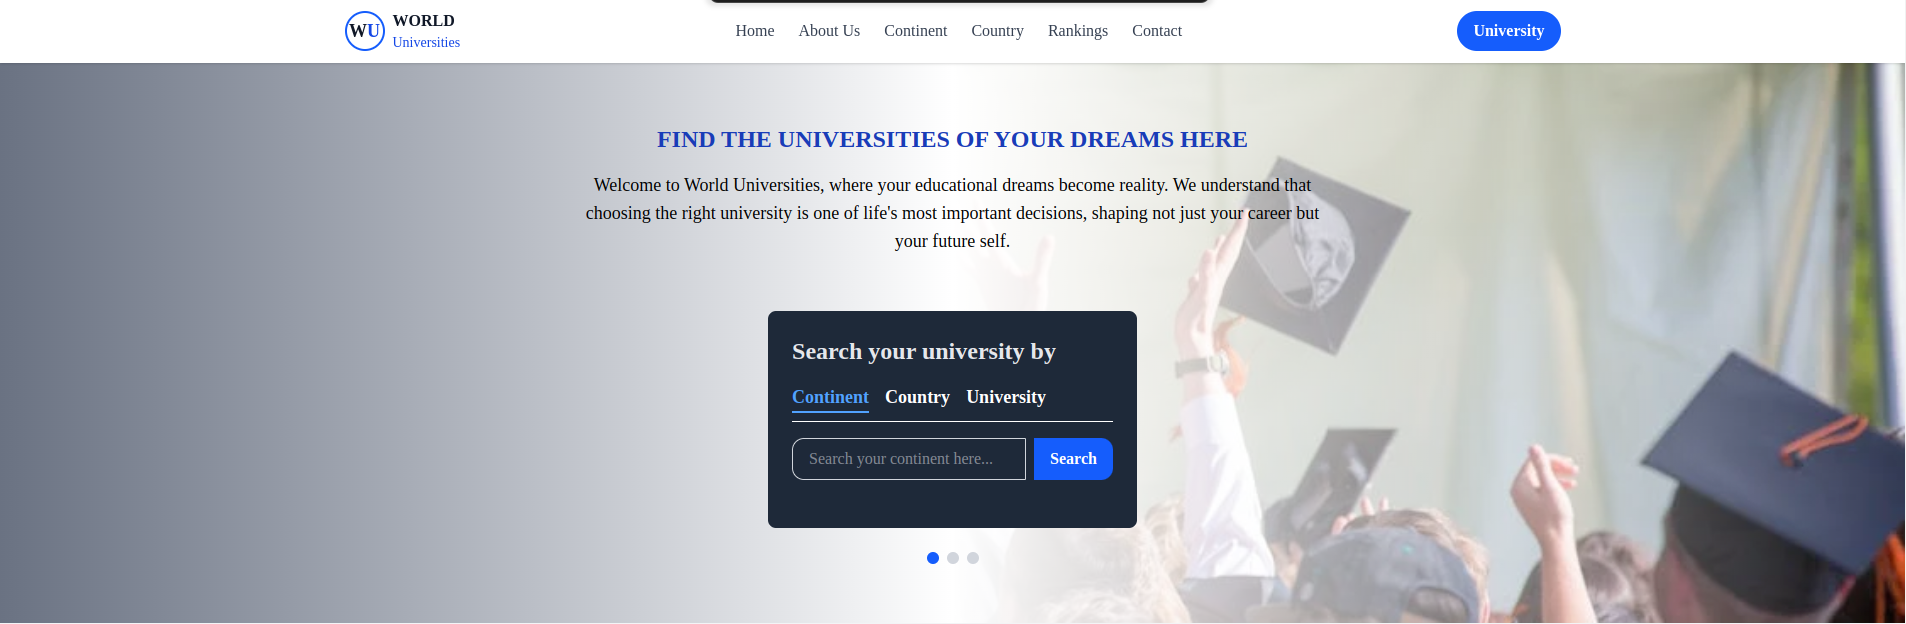 WU
WORLD
Universities
Home About Us Continent Country Rankings Contact
University
FIND THE UNIVERSITIES OF YOUR DREAMS HERE
Welcome to World Universities, where your educational dreams become reality. We understand that
choosing the right university is one of life's most important decisions, shaping not just your career but
your future self.
Search your university by
Continent Country University
Search your continent here...
Search